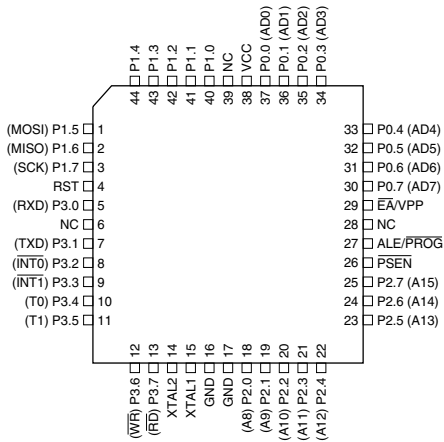 44 P1.4
43 P1.3
42 P1.2
41 P1.1
40 P1.0
39 NC
38 VCC
37 P0.0 (AD0)
36 P0.1 (AD1)
35 P0.2 (AD2)
34 P0.3 (AD3)
(MOSI) P1.5 1
(MISO) P1.6 2
(SCK) P1.7 3
RST 4
(RXD) P3.0 5
NC 6
(TXD) P3.1 7
(INT0) P3.2 8
(INT1) P3.3 9
(T0) P3.4 10
(T1) P3.5 11
33 P0.4 (AD4)
32 P0.5 (AD5)
31 P0.6 (AD6)
30 P0.7 (AD7)
29 EA/VPP
28 NC
27 ALE/PROG
26 PSEN
25 P2.7 (A15)
24 P2.6 (A14)
23 P2.5 (A13)
(WR) P3.6 12
(RD) P3.7 13
XTAL2 14
XTAL1 15
GND 16
GND 17
(A8) P2.0 18
(A9) P2.1 19
(A10) P2.2 20
(A11) P2.3 21
(A12) P2.4 22